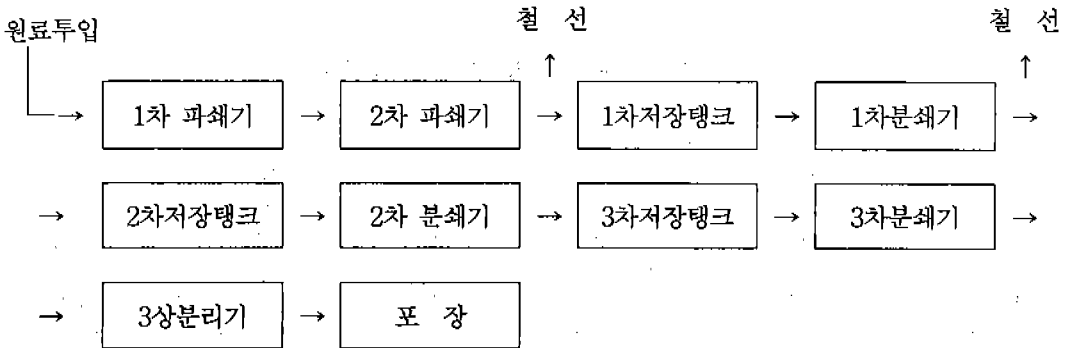 철 선 철 선
원료투입
↑ ↑
→ 1차 파쇄기 → 2차 파쇄기 → 1차저장탱크 → 1차분쇄기 →
→ 2차저장탱크 → 2차 분쇄기 → 3차저장탱크 → 3차분쇄기 →
→ 3상분리기 → 포 장